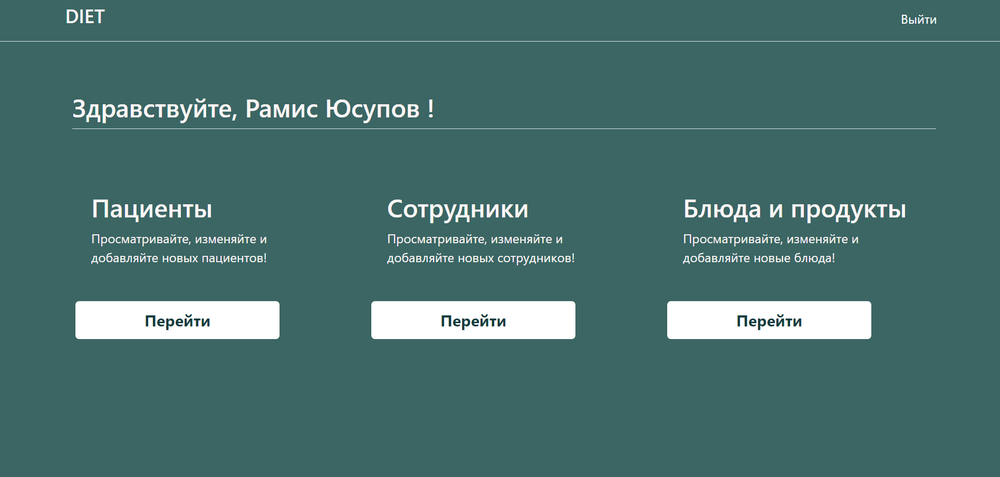 DIET
Выйти
Здравствуйте, Рамис Юсупов !
Пациенты
Просматривайте, изменяйте и
добавляйте новых пациентов!
Перейти
Сотрудники
Просматривайте, изменяйте и
добавляйте новых сотрудников!
Перейти
Блюда и продукты
Просматривайте, изменяйте и
добавляйте новые блюда!
Перейти